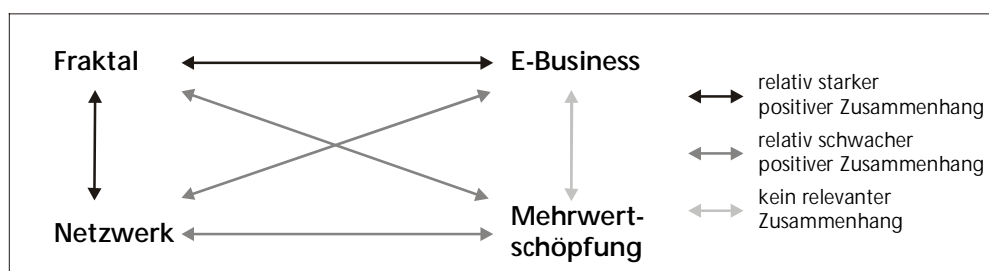 Fraktal
E-Business
Netzwerk
Mehrwert-
schöpfung
relativ starker
positiver Zusammenhang
relativ schwacher
positiver Zusammenhang
kein relevanter
Zusammenhang